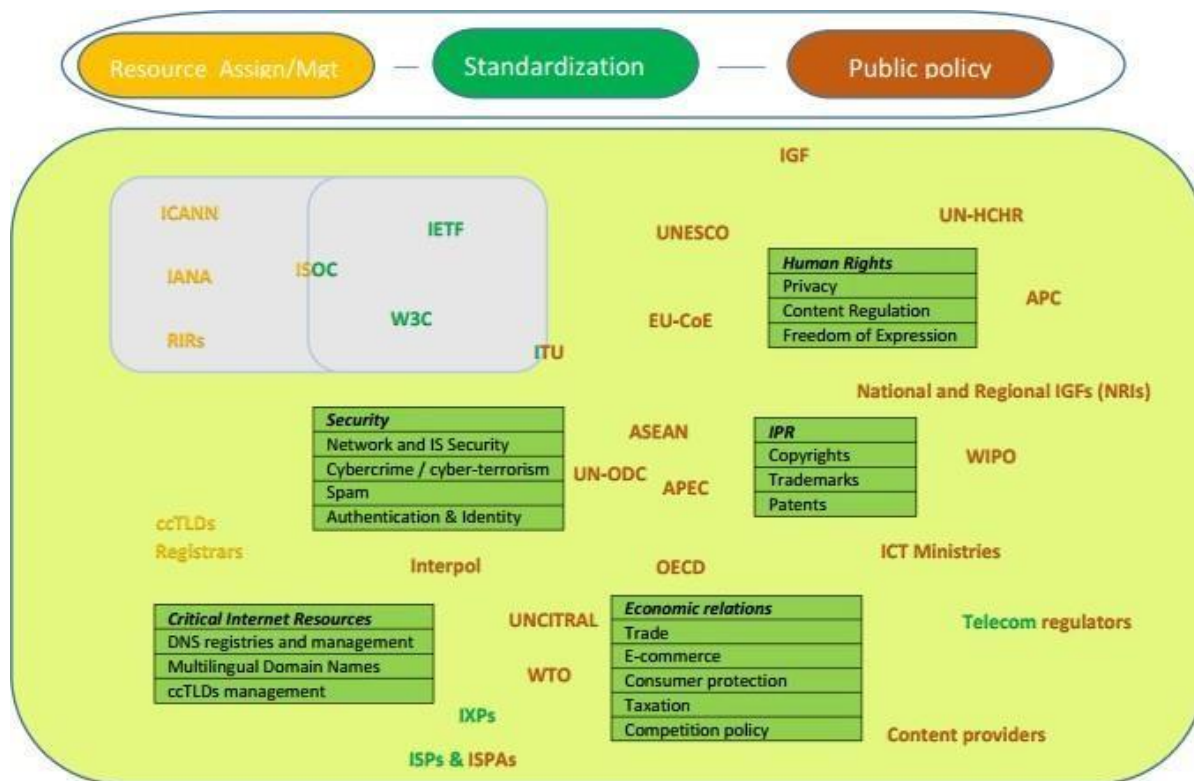 Resource Assign/Mgt
Standardization
Public policy
IGF
ICANN
IETF
UNESCO
UN-HCHR
IANA
ISOC
Human Rights
Privacy
Content Regulation
Freedom of Expression
APC
W3C
EU-CoE
RIRs
ITU
National and Regional IGFs (NRIs)
Security
Network and IS Security
Cybercrime / cyber-terrorism
Spam
Authentication & Identity
ASEAN
UN-ODC
APEC
IPR
Copyrights
Trademarks
Patents
WIPO
ccTLDs
Registrars
Interpol
OECD
ICT Ministries
Critical Internet Resources
DNS registries and management
Multilingual Domain Names
ccTLDs management
UNCITRAL
WTO
Economic relations
Trade
E-commerce
Consumer protection
Taxation
Competition policy
Telecom regulators
IXPs
ISPs & ISPAs
Content providers